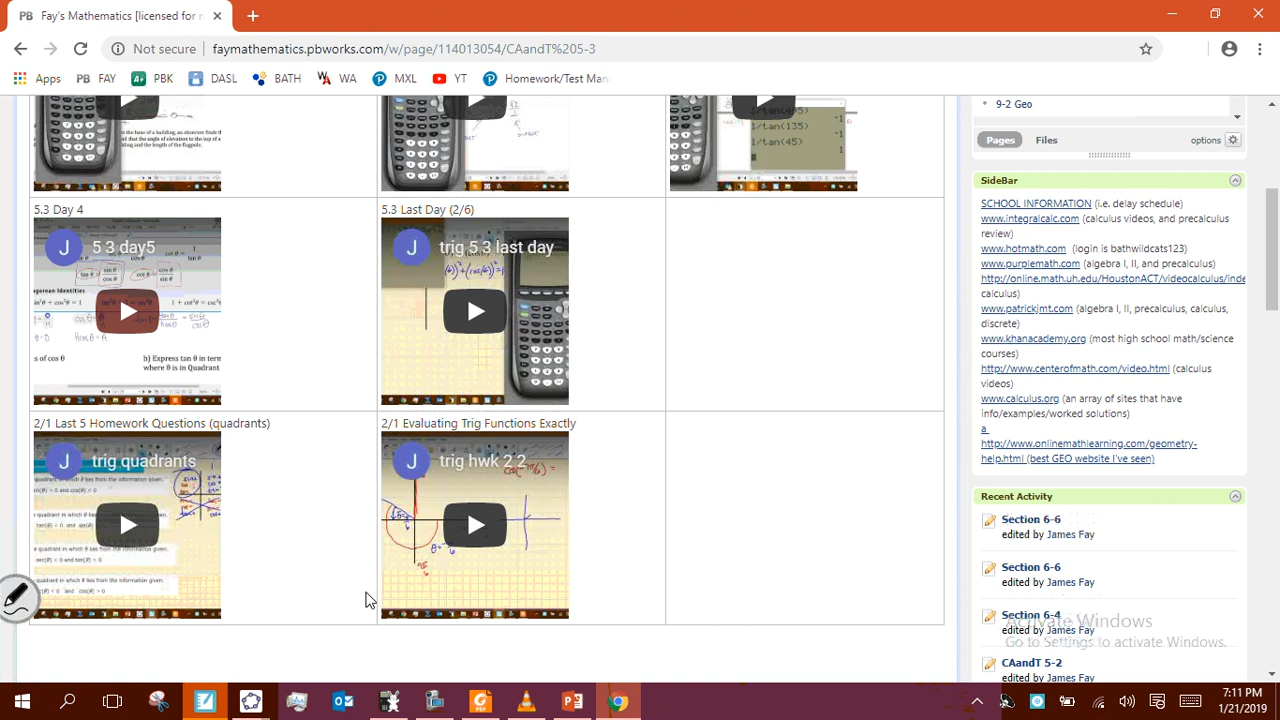 PB Fay's Mathematics [licensed for n
Not secure
faymathematics.pbworks.com/w/page/114013054/CAandT%205-3
Apps PB FAY PBK DASL BATH WA MXL YT Homework/Test Man
1/tan(135)
-1
1/tan(45)
1
9-2 Geo
Pages Files options
5.3 Day 4
5.3 Last Day (2/6)
J 5 3 day5
J trig 5 3 last day
2/1 Last 5 Homework Questions (quadrants)
2/1 Evaluating Trig Functions Exactly
J trig quadrants
J trig hwk 2 2
SideBar
SCHOOL INFORMATION (i.e. delay schedule)
www.integralcalc.com (calculus videos, and precalculus
review)
www.hotmath.com (login is bathwildcats123)
www.purplemath.com (algebra I, II, and precalculus)
http://online.math.uh.edu/HoustonACT/videocalculus/inde
calculus)
www.patrickjmt.com (algebra I, II, precalculus, calculus,
discrete)
www.khanacademy.org (most high school math/science
courses)
http://www.centerofmath.com/video.html (calculus
videos)
www.calculus.org (an array of sites that have
info/examples/worked solutions)
a
http://www.onlinemathlearning.com/geometry-
help.html (best GEO website I've seen)
Recent Activity
Section 6-6
edited by James Fay
Section 6-6
edited by James Fay
Section 6-4
edited by James Fay
CAandT 5-2
Activate Windows
Go to Settings to activate Windows.
7:11 PM
1/21/2019